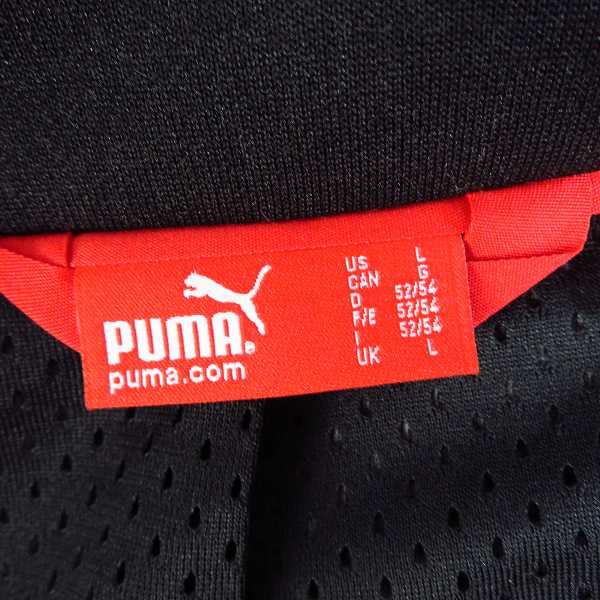 PUMA®
puma.com
US L
CAN G
D 52/54
F/E 52/54
I 52/54
UK L